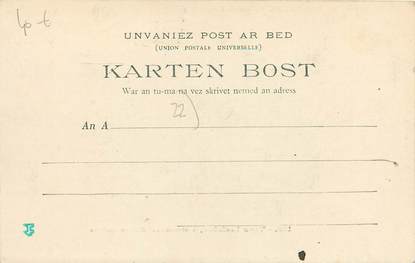 UNVANIEZ POST AR BED
(UNION POSTALE UNIVERSELLE)
KARTEN BOST
War an tu-ma na vez skrivet nemed an adress
22)
An A